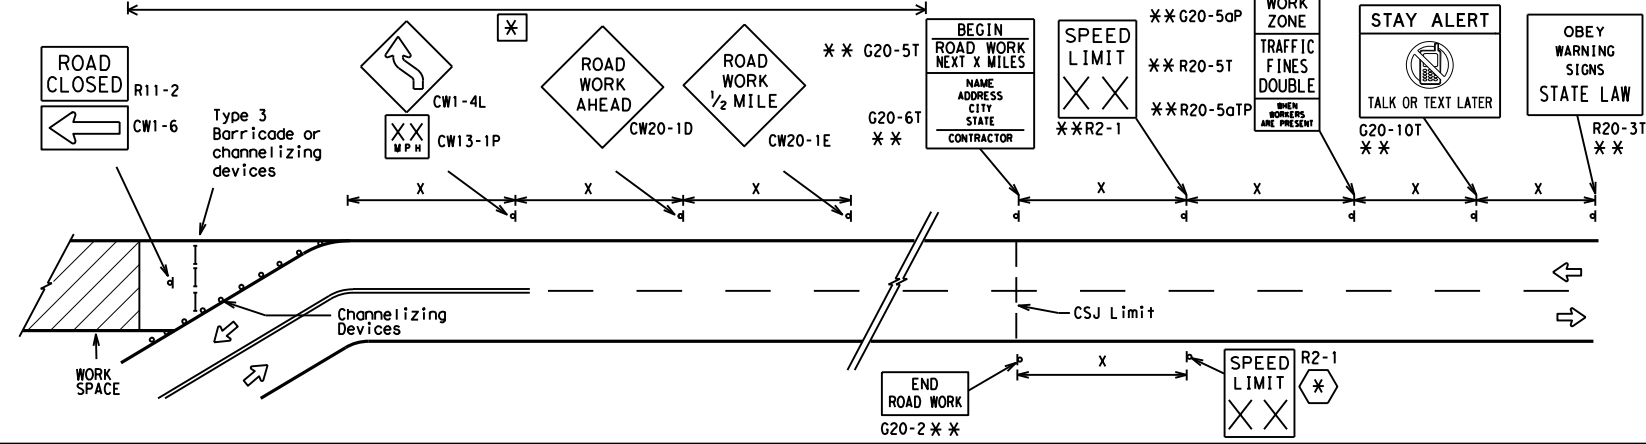 ROAD
CLOSED
R11-2
CW1-6
Type 3
Barricade or
channelizing
devices
*
CW1-4L
XX
MPH
CW13-1P
ROAD
WORK
AHEAD
CW20-1D
ROAD
WORK
1/2 MILE
CW20-1E
** G20-5T
G20-6T
**
BEGIN
ROAD WORK
NEXT X MILES
NAME
ADDRESS
CITY
STATE
CONTRACTOR
SPEED
LIMIT
XX
**R2-1
**G20-5aP
**R20-5T
**R20-5aTP
WORK
ZONE
TRAFFIC
FINES
DOUBLE
WHEN
WORKERS
ARE PRESENT
STAY ALERT
TALK OR TEXT LATER
G20-10T
**
OBEY
WARNING
SIGNS
STATE LAW
R20-3T
**
X
X
X
X
X
X
X
Channelizing
Devices
CSJ Limit
WORK
SPACE
END
ROAD WORK
G20-2**
X
SPEED
LIMIT
XX
R2-1
*